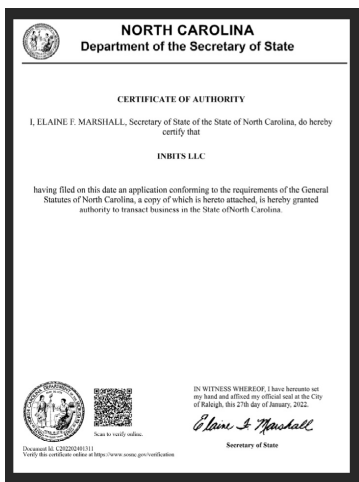 NORTH CAROLINA
Department of the Secretary of State
CERTIFICATE OF AUTHORITY
I, ELAINE F. MARSHALL, Secretary of State of the State of North Carolina, do hereby
certify that
INBITS LLC
having filed on this date an application conforming to the requirements of the General
Statutes of North Carolina, a copy of which is hereto attached, is hereby granted
authority to transact business in the State ofNorth Carolina.
IN WITNESS WHEREOF, I have hereunto set
my hand and affixed my official seal at the City
of Raleigh, this 27th day of January, 2022.
Elaine F. Marshall
Secretary of State
Scan to verify online.
Document Id: C202202401311
Verify this certificate online at https://www.sosnc.gov/verification